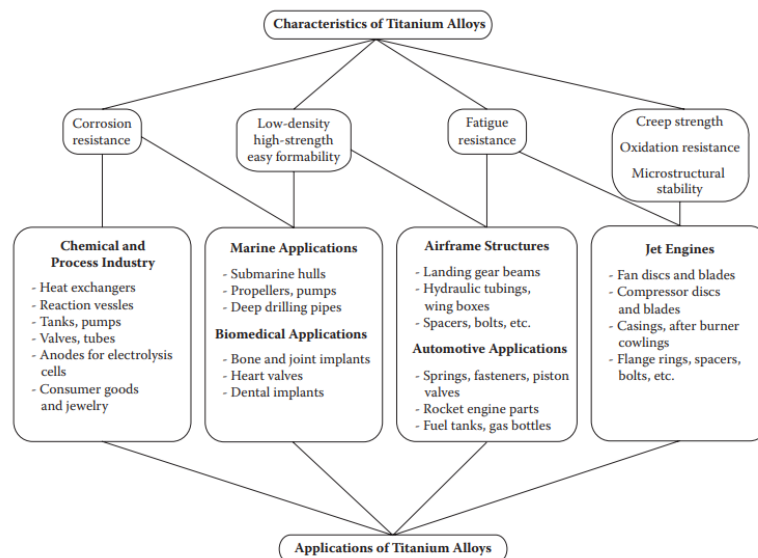 Characteristics of Titanium Alloys
Corrosion
resistance
Low-density
high-strength
easy formability
Fatigue
resistance
Creep strength
Oxidation resistance
Microstructural
stability
Chemical and
Process Industry
- Heat exchangers
- Reaction vessles
- Tanks, pumps
- Valves, tubes
- Anodes for electrolysis
cells
- Consumer goods
and jewelry
Marine Applications
- Submarine hulls
- Propellers, pumps
- Deep drilling pipes
Biomedical Applications
- Bone and joint implants
- Heart valves
- Dental implants
Airframe Structures
- Landing gear beams
- Hydraulic tubings,
wing boxes
- Spacers, bolts, etc.
Automotive Applications
- Springs, fasteners, piston
valves
- Rocket engine parts
- Fuel tanks, gas bottles
Jet Engines
- Fan discs and blades
- Compressor discs
and blades
- Casings, after burner
cowlings
- Flange rings, spacers,
bolts, etc.
Applications of Titanium Alloys